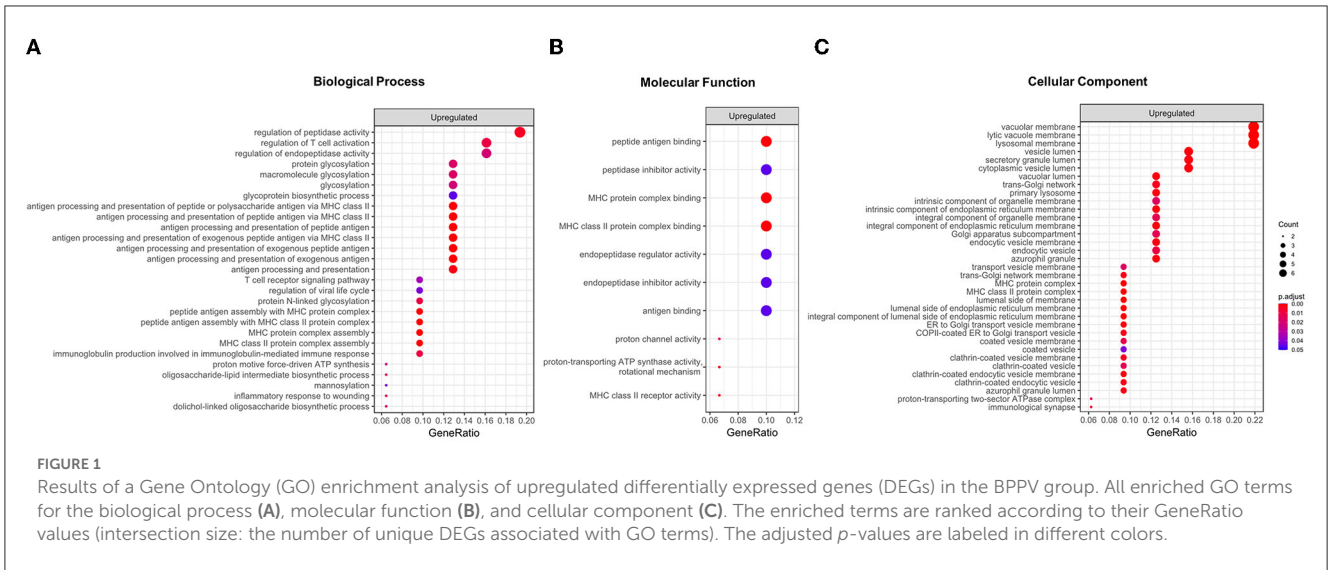 A
B
C
Biological Process
Upregulated
regulation of peptidase activity
regulation of T cell activation
regulation of endopeptidase activity
protein glycosylation
macromolecule glycosylation
glycosylation
glycoprotein biosynthetic process
antigen processing and presentation of peptide or polysaccharide antigen via MHC class II
antigen processing and presentation of peptide antigen via MHC class II
antigen processing and presentation of peptide antigen
antigen processing and presentation of exogenous peptide antigen via MHC class II
antigen processing and presentation of exogenous peptide antigen
antigen processing and presentation of exogenous antigen
antigen processing and presentation
T cell receptor signaling pathway
regulation of viral life cycle
protein N-linked glycosylation
peptide antigen assembly with MHC protein complex
peptide antigen assembly with MHC class II protein complex
MHC protein complex assembly
MHC class II protein complex assembly
immunoglobulin production involved in immunoglobulin-mediated immune response
proton motive force-driven ATP synthesis
oligosaccharide-lipid intermediate biosynthetic process
mannosylation
inflammatory response to wounding
dolichol-linked oligosaccharide biosynthetic process
0.06 0.08 0.10 0.12 0.14 0.16 0.18 0.20
GeneRatio
Molecular Function
Upregulated
peptide antigen binding
peptidase inhibitor activity
MHC protein complex binding
MHC class II protein complex binding
endopeptidase regulator activity
endopeptidase inhibitor activity
antigen binding
proton channel activity
proton-transporting ATP synthase activity,
rotational mechanism
MHC class II receptor activity
0.06 0.08 0.10 0.12
GeneRatio
Cellular Component
Upregulated
vacuolar membrane
lytic vacuole membrane
lysosomal membrane
vesicle lumen
secretory granule lumen
cytoplasmic vesicle lumen
vacuolar lumen
trans-Golgi network
primary lysosome
intrinsic component of organelle membrane
intrinsic component of endoplasmic reticulum membrane
integral component of organelle membrane
integral component of endoplasmic reticulum membrane
Golgi apparatus subcompartment
endocytic vesicle membrane
endocytic vesicle
azurophil granule
transport vesicle membrane
trans-Golgi network membrane
MHC protein complex
MHC class II protein complex
lumenal side of membrane
lumenal side of endoplasmic reticulum membrane
integral component of lumenal side of endoplasmic reticulum membrane
ER to Golgi transport vesicle membrane
COPII-coated ER to Golgi transport vesicle
coated vesicle membrane
coated vesicle
clathrin-coated vesicle membrane
clathrin-coated vesicle
clathrin-coated endocytic vesicle membrane
clathrin-coated endocytic vesicle
azurophil granule lumen
proton-transporting two-sector ATPase complex
immunological synapse
0.06 0.08 0.10 0.12 0.14 0.16 0.18 0.20 0.22
GeneRatio
Count
2
3
4
5
6
p.adjust
0.00
0.01
0.02
0.03
0.04
0.05
FIGURE 1
Results of a Gene Ontology (GO) enrichment analysis of upregulated differentially expressed genes (DEGs) in the BPPV group. All enriched GO terms
for the biological process (A), molecular function (B), and cellular component (C). The enriched terms are ranked according to their GeneRatio
values (intersection size: the number of unique DEGs associated with GO terms). The adjusted p-values are labeled in different colors.